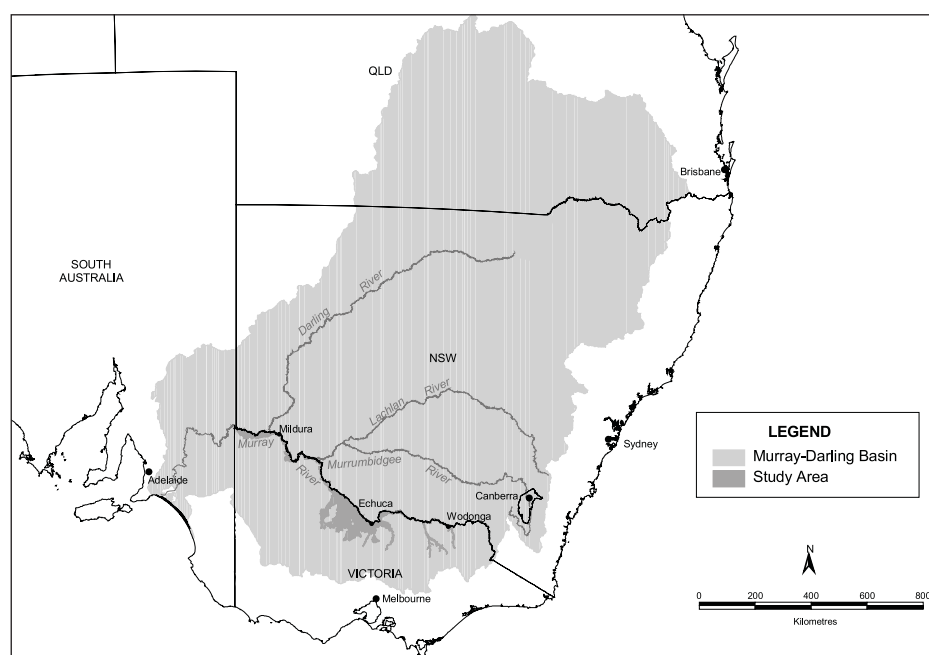 QLD
Brisbane
SOUTH
AUSTRALIA
Darling River
NSW
Lachlan River
Mildura
Murray River
Murrumbidgee River
Sydney
Adelaide
Canberra
Echuca
Wodonga
VICTORIA
Melbourne
LEGEND
Murray-Darling Basin
Study Area
N
0 200 400 600 800
Kilometres